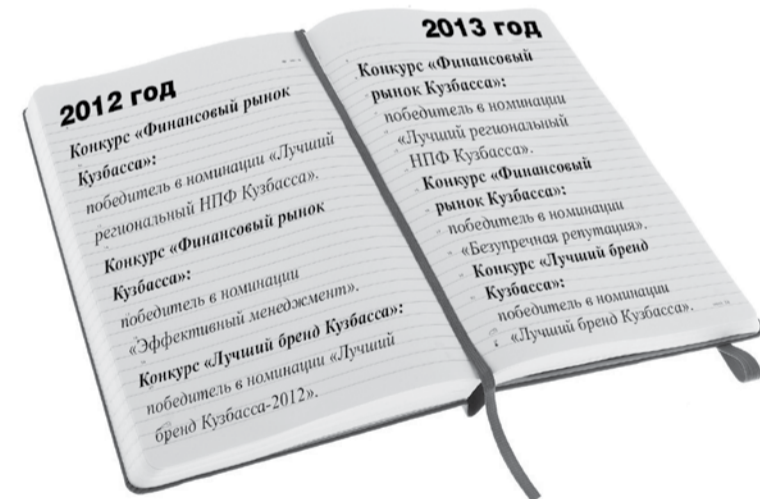 2012 год
Конкурс «Финансовый рынок
Кузбасса»:
победитель в номинации «Лучший
региональный НПФ Кузбасса».
Конкурс «Финансовый рынок
Кузбасса»:
победитель в номинации
«Эффективный менеджмент».
Конкурс «Лучший бренд Кузбасса»:
победитель в номинации «Лучший
бренд Кузбасса-2012».
2013 год
Конкурс «Финансовый
рынок Кузбасса»:
победитель в номинации
«Лучший региональный
НПФ Кузбасса».
Конкурс «Финансовый
рынок Кузбасса»:
победитель в номинации
«Безупречная репутация».
Конкурс «Лучший бренд
Кузбасса»:
победитель в номинации
«Лучший бренд Кузбасса».